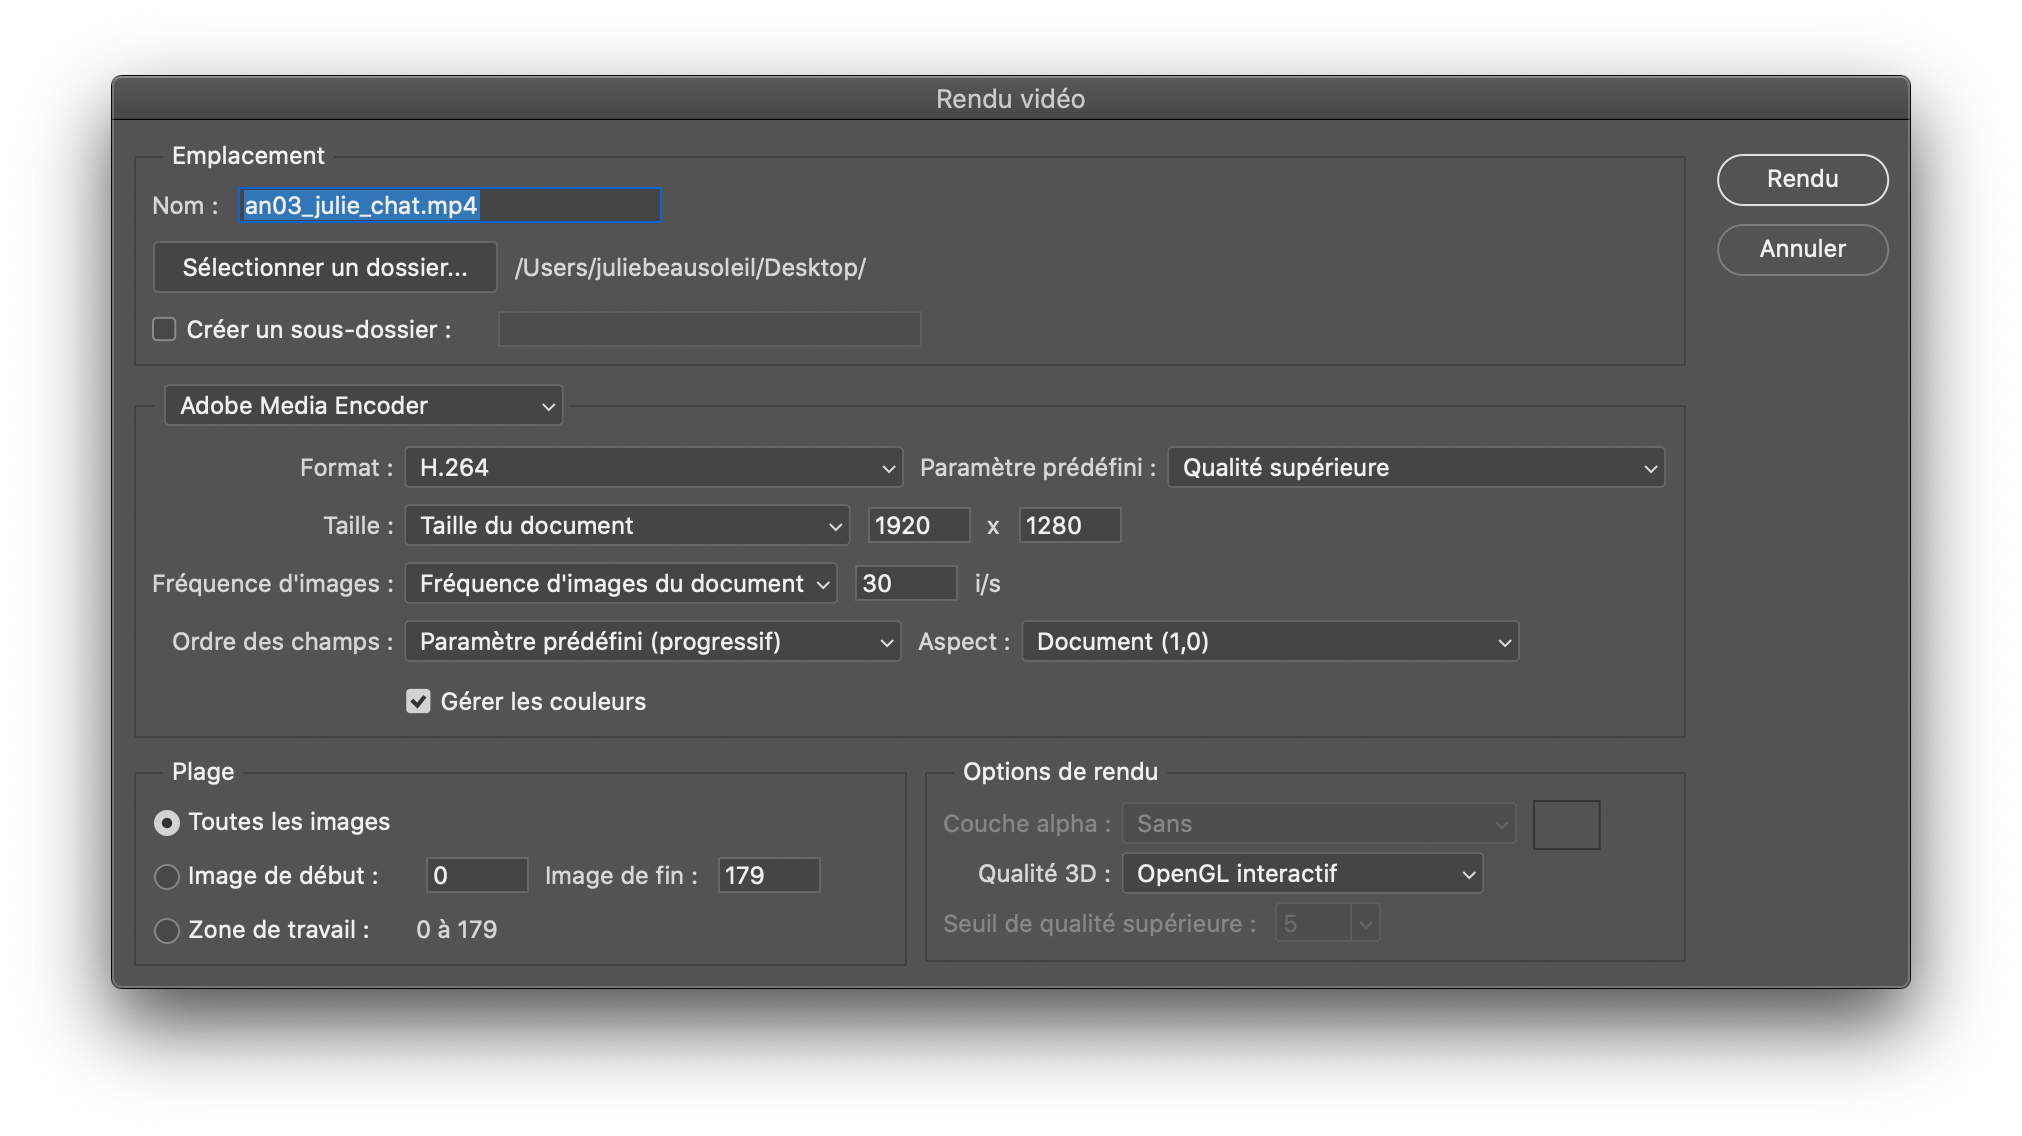 Rendu vidéo
Emplacement
Rendu
Nom : an03_julie_chat.mp4
Annuler
Sélectionner un dossier... /Users/juliebeausoleil/Desktop/
Créer un sous-dossier :
Adobe Media Encoder
Format : H.264 Paramètre prédéfini : Qualité supérieure
Taille : Taille du document 1920 x 1280
Fréquence d'images : Fréquence d'images du document 30 i/s
Ordre des champs : Paramètre prédéfini (progressif) Aspect : Document (1,0)
Gérer les couleurs
Plage
Toutes les images
Image de début : 0 Image de fin : 179
Zone de travail : 0 à 179
Options de rendu
Couche alpha : Sans
Qualité 3D : OpenGL interactif
Seuil de qualité supérieure : 5